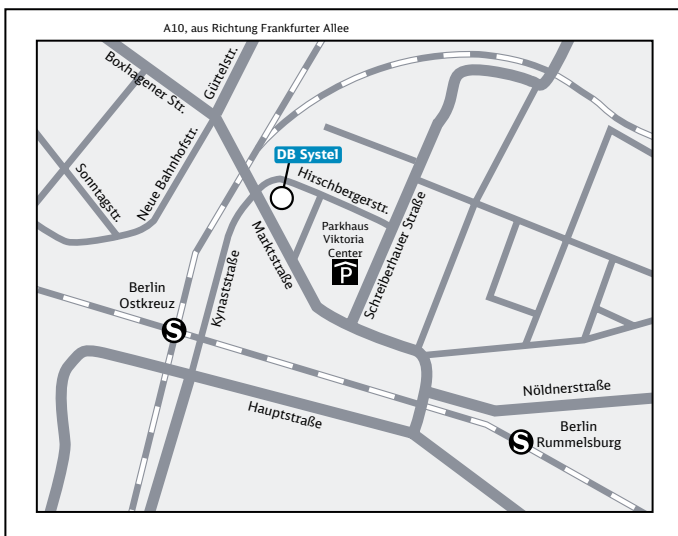 A10, aus Richtung Frankfurter Allee
Boxhagener Str.
Gürtelstr.
Neue Bahnhofstr.
Sonntagstr.
DB Systel
Hirschbergerstr.
Marktstraße
Parkhaus
Viktoria
Center
P
Schreiberhauer Straße
Kynaststraße
Berlin
Ostkreuz
S
Hauptstraße
Nöldnerstraße
Berlin
Rummelsburg
S